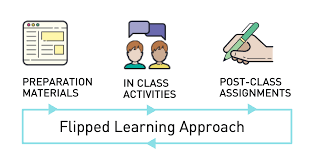 PREPARATION
MATERIALS
IN CLASS
ACTIVITIES
POST-CLASS
ASSIGNMENTS
Flipped Learning Approach